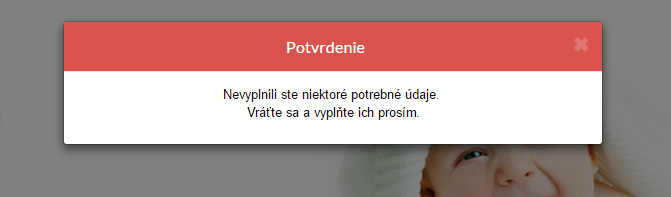 Potvrdenie
Nevyplnili ste niektoré potrebné údaje.
Vráťte sa a vyplňte ich prosím.